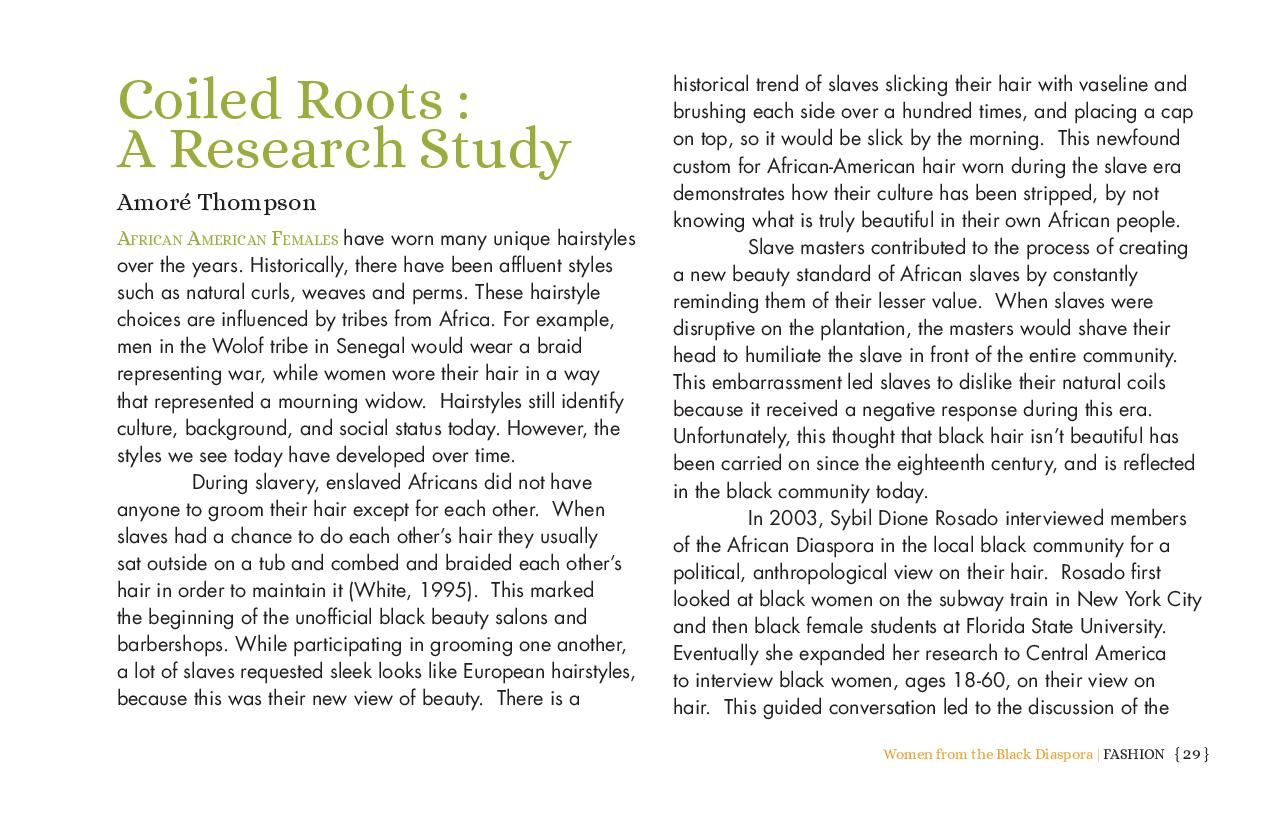 Coiled Roots :
A Research Study
Amoré Thompson
African American Females have worn many unique hairstyles
over the years. Historically, there have been affluent styles
such as natural curls, weaves and perms. These hairstyle
choices are influenced by tribes from Africa. For example,
men in the Wolof tribe in Senegal would wear a braid
representing war, while women wore their hair in a way
that represented a mourning widow.  Hairstyles still identify
culture, background, and social status today. However, the
styles we see today have developed over time.
During slavery, enslaved Africans did not have
anyone to groom their hair except for each other.  When
slaves had a chance to do each other’s hair they usually
sat outside on a tub and combed and braided each other’s
hair in order to maintain it (White, 1995).  This marked
the beginning of the unofficial black beauty salons and
barbershops. While participating in grooming one another,
a lot of slaves requested sleek looks like European hairstyles,
because this was their new view of beauty.  There is a
historical trend of slaves slicking their hair with vaseline and
brushing each side over a hundred times, and placing a cap
on top, so it would be slick by the morning.  This newfound
custom for African-American hair worn during the slave era
demonstrates how their culture has been stripped, by not
knowing what is truly beautiful in their own African people.
Slave masters contributed to the process of creating
a new beauty standard of African slaves by constantly
reminding them of their lesser value.  When slaves were
disruptive on the plantation, the masters would shave their
head to humiliate the slave in front of the entire community.
This embarrassment led slaves to dislike their natural coils
because it received a negative response during this era.
Unfortunately, this thought that black hair isn’t beautiful has
been carried on since the eighteenth century, and is reflected
in the black community today.
In 2003, Sybil Dione Rosado interviewed members
of the African Diaspora in the local black community for a
political, anthropological view on their hair.  Rosado first
looked at black women on the subway train in New York City
and then black female students at Florida State University.
Eventually she expanded her research to Central America
to interview black women, ages 18-60, on their view on
hair.  This guided conversation led to the discussion of the
Women from the Black Diaspora | FASHION { 29 }